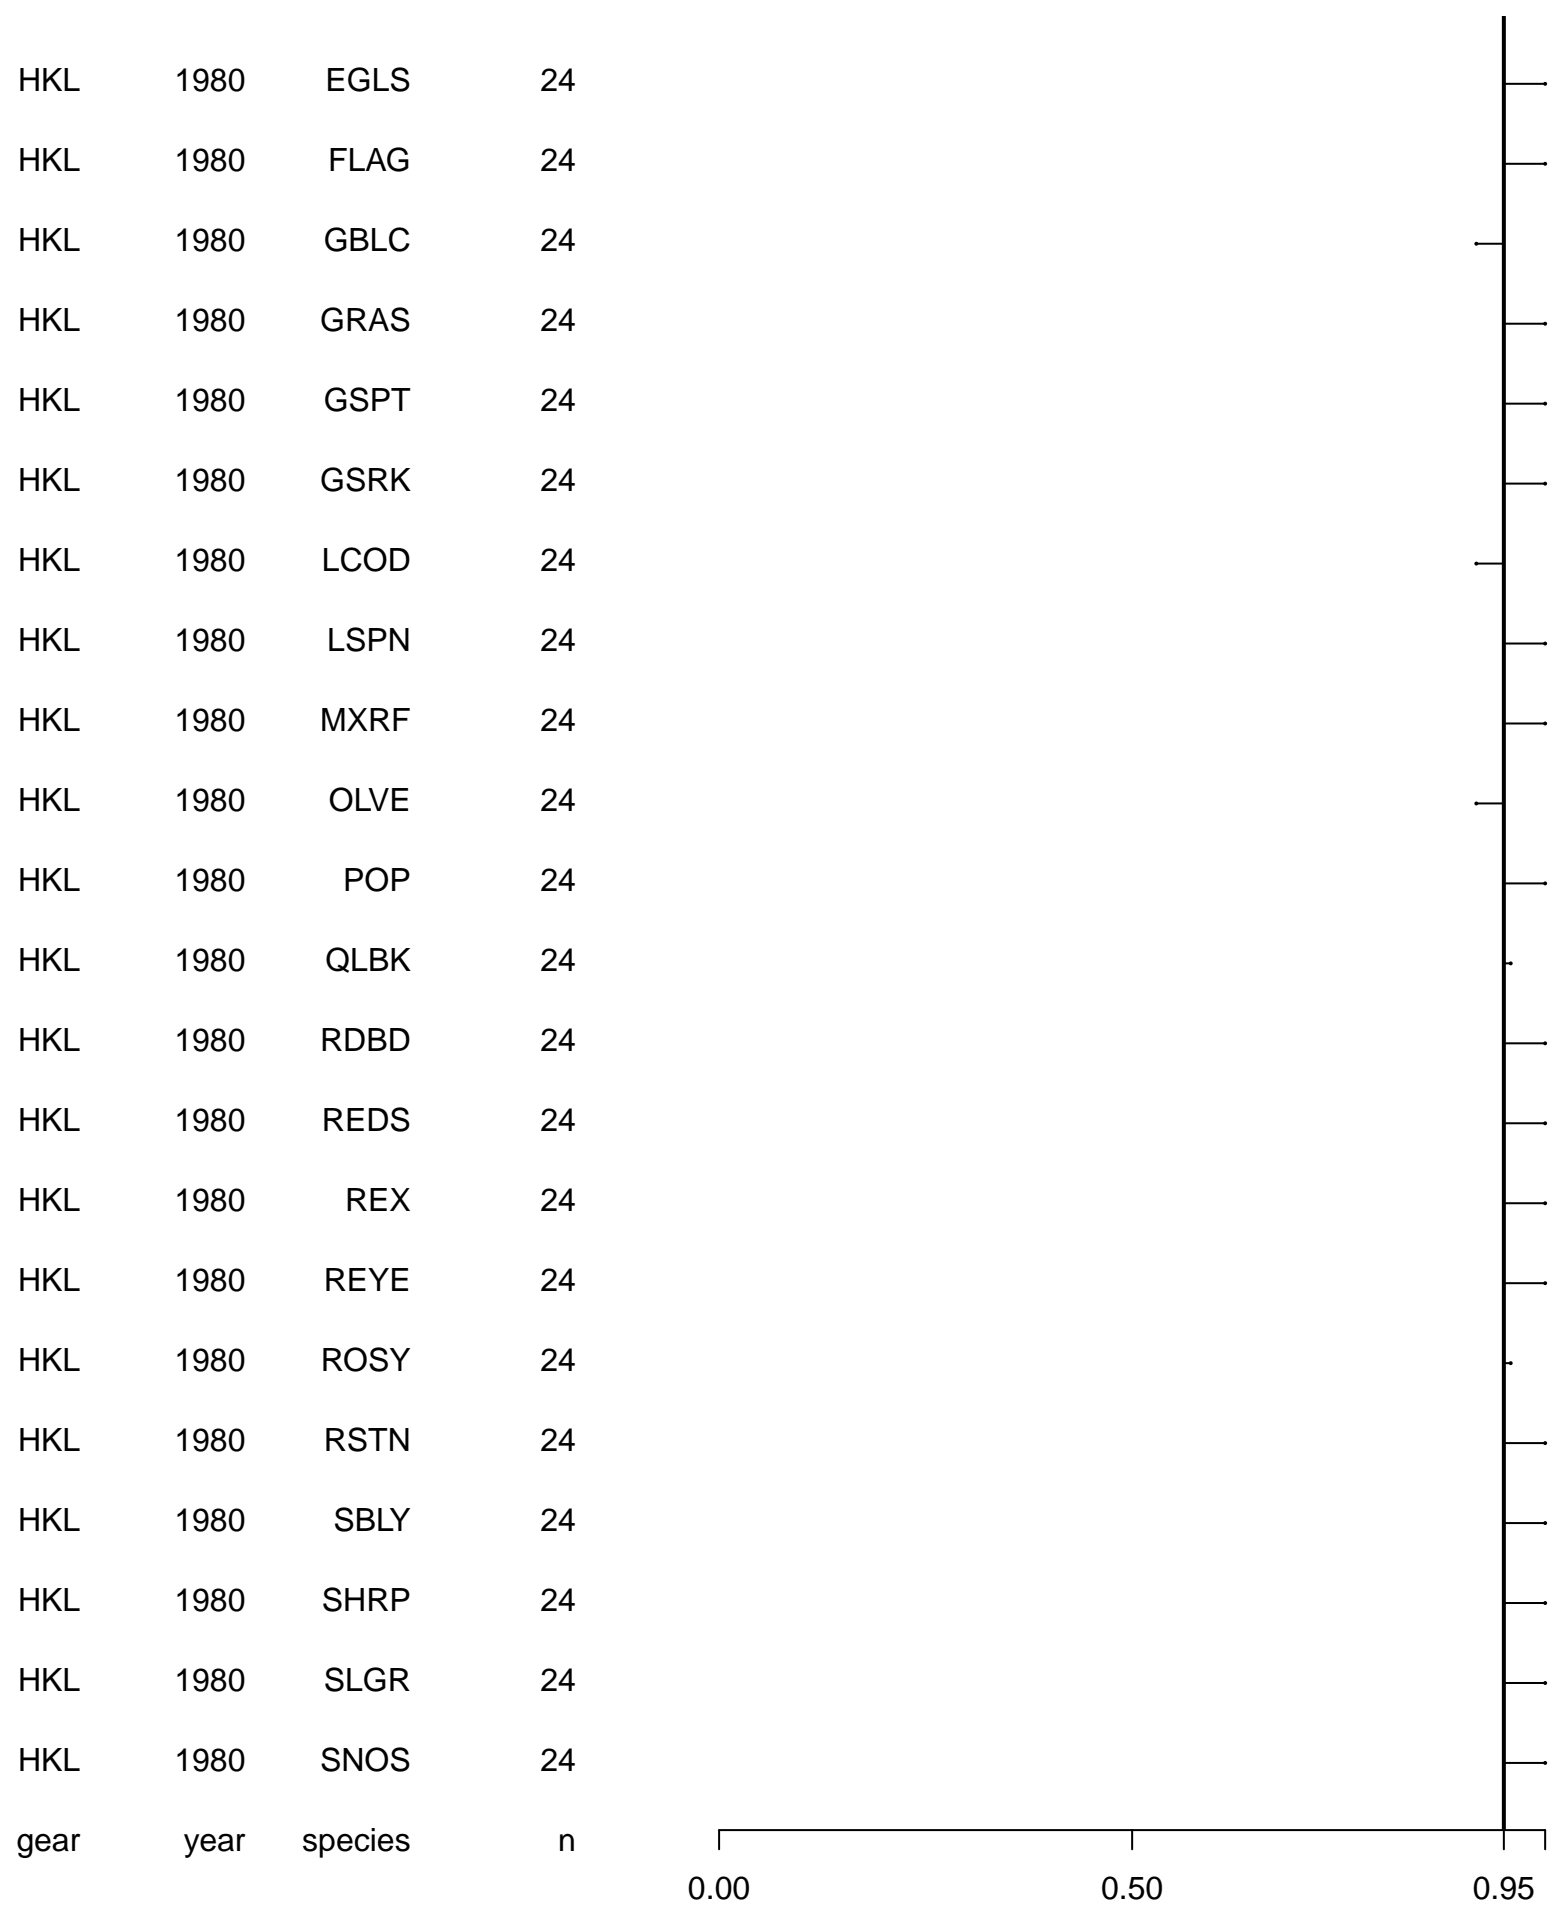 HKL 1980 EGLS 24
HKL 1980 FLAG 24
HKL 1980 GBLC 24
HKL 1980 GRAS 24
HKL 1980 GSPT 24
HKL 1980 GSRK 24
HKL 1980 LCOD 24
HKL 1980 LSPN 24
HKL 1980 MXRF 24
HKL 1980 OLVE 24
HKL 1980 POP 24
HKL 1980 QLBK 24
HKL 1980 RDBD 24
HKL 1980 REDS 24
HKL 1980 REX 24
HKL 1980 REYE 24
HKL 1980 ROSY 24
HKL 1980 RSTN 24
HKL 1980 SBLY 24
HKL 1980 SHRP 24
HKL 1980 SLGR 24
HKL 1980 SNOS 24
gear year species n
0.00 0.50 0.95